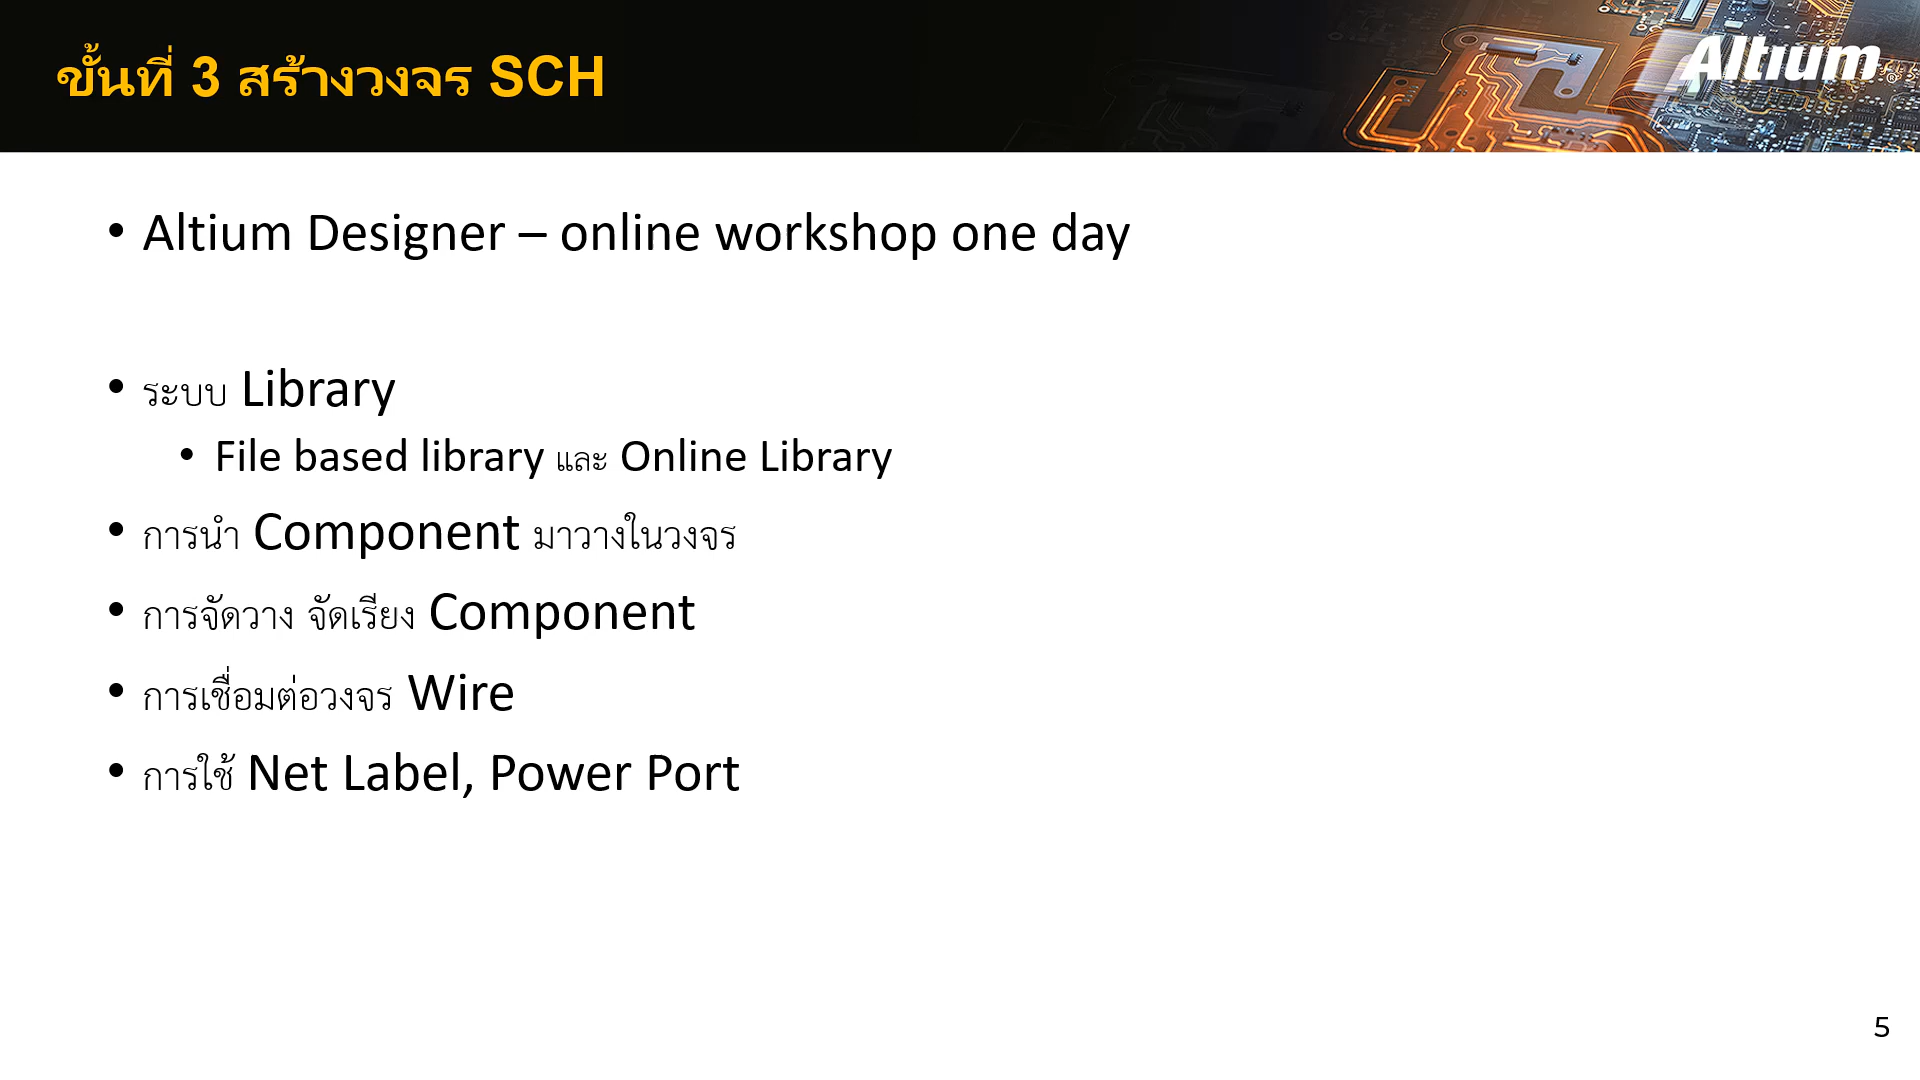 ขั้นที่ 3 สร้างวงจร SCH
Altium®
• Altium Designer – online workshop one day
• ระบบ Library
• File based library และ Online Library
• การนำ Component มาวางในวงจร
• การจัดวาง จัดเรียง Component
• การเชื่อมต่อวงจร Wire
• การใช้ Net Label, Power Port
5